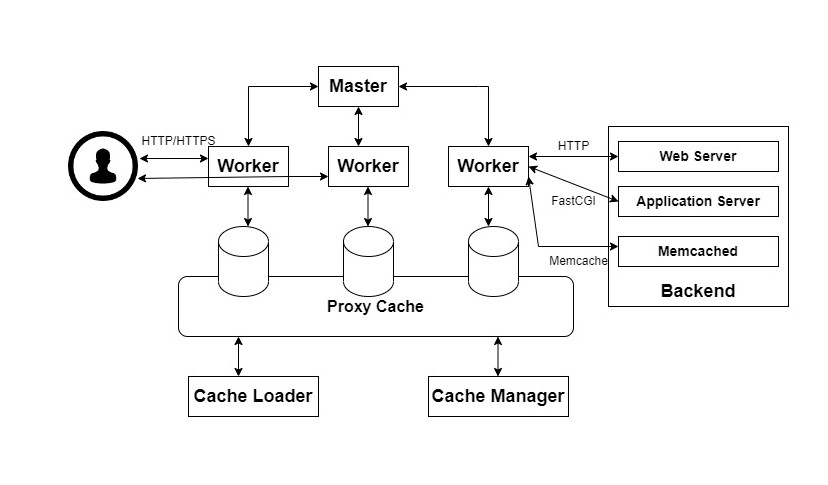 Master
HTTP/HTTPS
Worker
Worker
Worker
HTTP
Web Server
FastCGI
Application Server
Memcache
Memcached
Backend
Proxy Cache
Cache Loader
Cache Manager